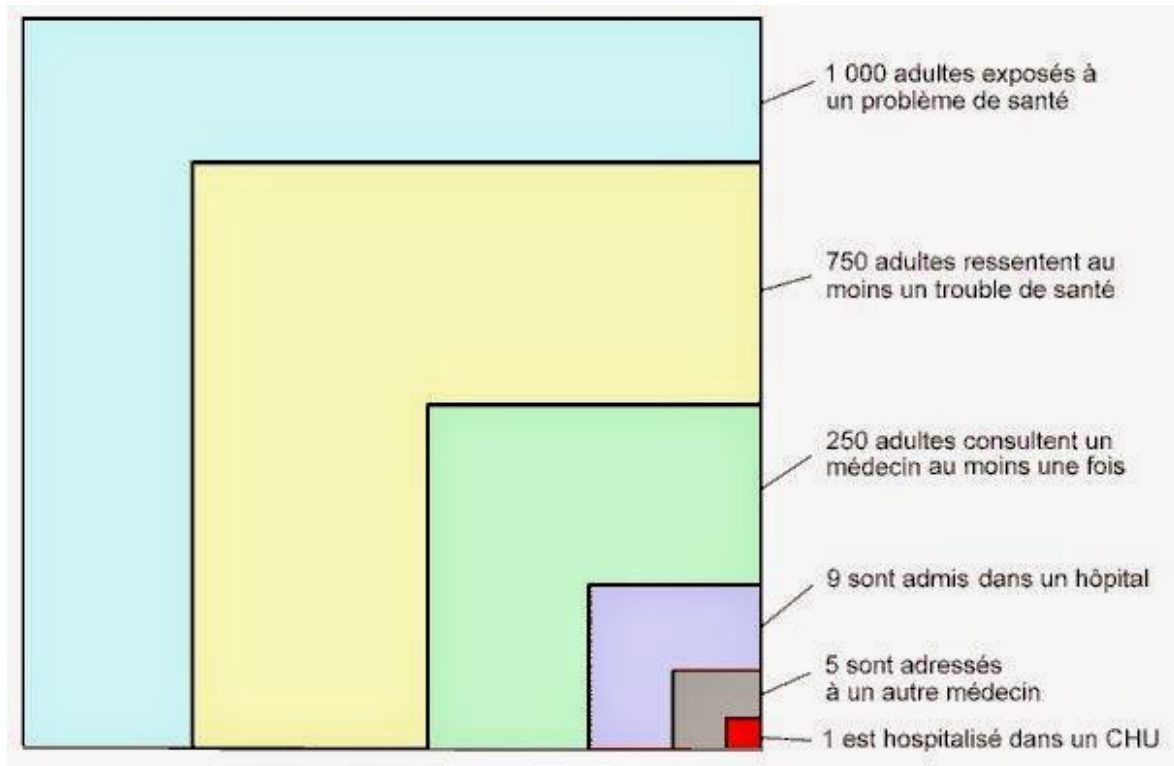 1 000 adultes exposés à
un problème de santé
750 adultes ressentent au
moins un trouble de santé
250 adultes consultent un
médecin au moins une fois
9 sont admis dans un hôpital
5 sont adressés
à un autre médecin
1 est hospitalisé dans un CHU